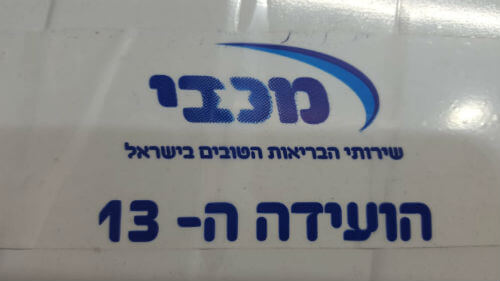 מכבי
שירותי הבריאות הטובים בישראל
הועידה ה- 13